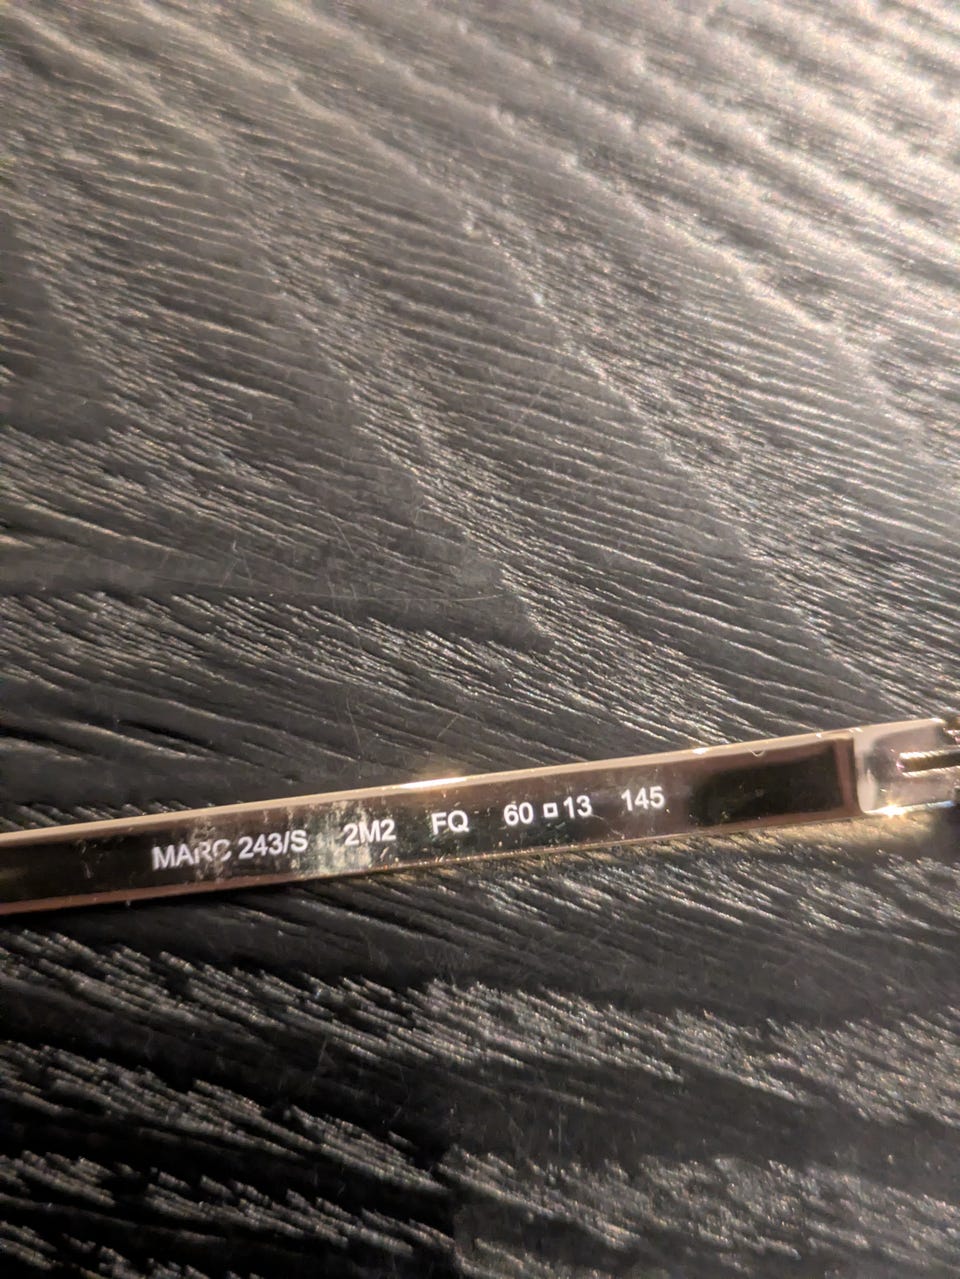 MARC 243/S 2M2 FQ 60 □ 13 145